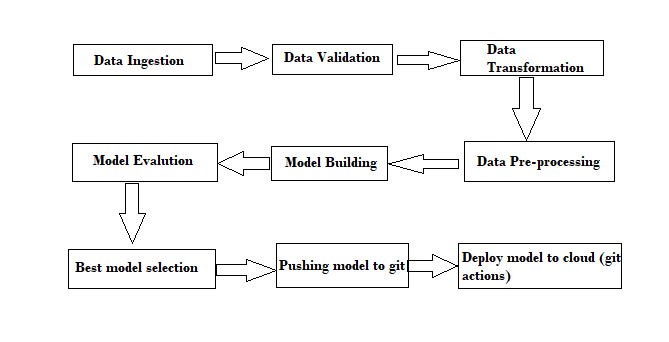 Data Ingestion
Data Validation
Data
Transformation
Data Pre-processing
Model Building
Model Evalution
Best model selection
Pushing model to git
Deploy model to cloud (git
actions)